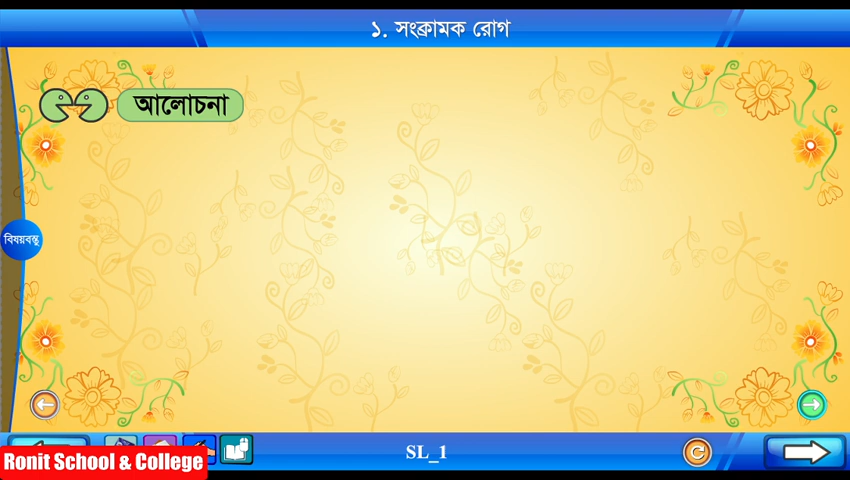 ১. সংক্রামক রোগ
আলোচনা
বিষয়বস্তু
SL_1
Ronit School & College